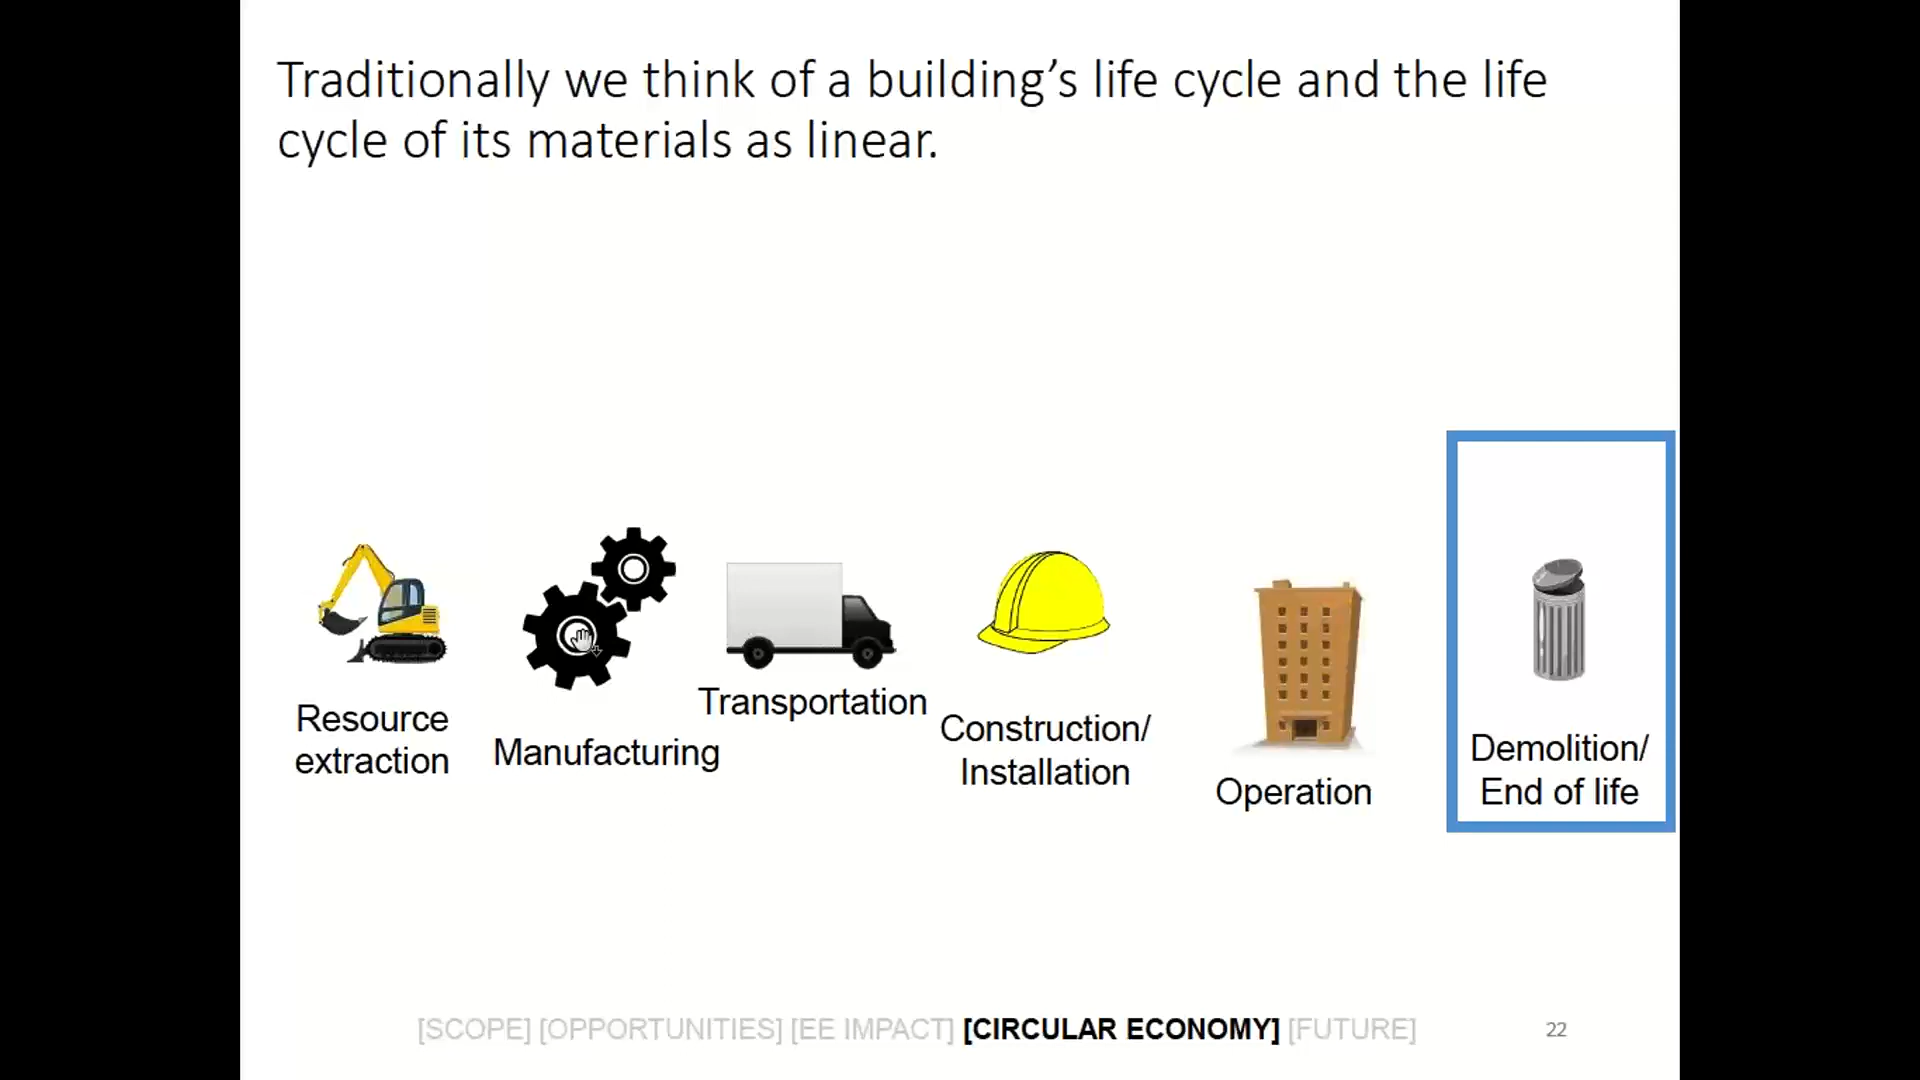 Traditionally we think of a building’s life cycle and the life
cycle of its materials as linear.
Resource
extraction
Manufacturing
Transportation
Construction/
Installation
Operation
Demolition/
End of life
[SCOPE] [OPPORTUNITIES] [EE IMPACT] [CIRCULAR ECONOMY] [FUTURE]
22